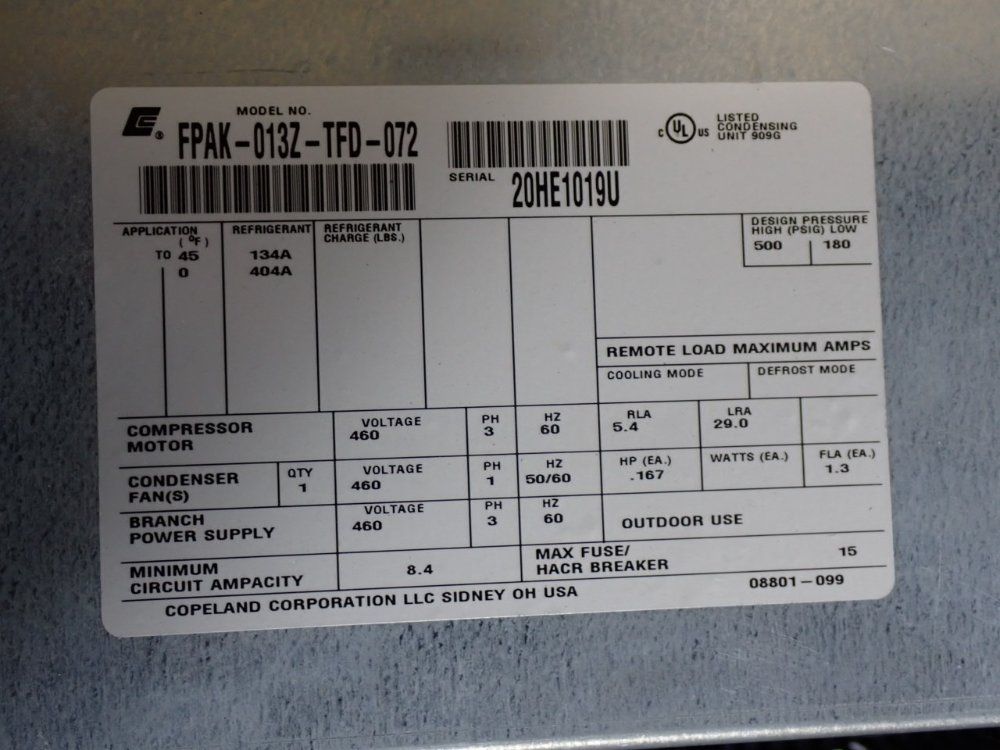 MODEL NO.
FPAK-013Z-TFD-072
SERIAL 20HE1019U
C UL US
®
LISTED
CONDENSING
UNIT 909G
APPLICATION
(°F)
TO 45
0
REFRIGERANT
134A
404A
REFRIGERANT
CHARGE (LBS.)
DESIGN PRESSURE
HIGH (PSIG) LOW
500 180
REMOTE LOAD MAXIMUM AMPS
COOLING MODE DEFROST MODE
COMPRESSOR
MOTOR
VOLTAGE
460
PH
3
HZ
60
RLA
5.4
LRA
29.0
CONDENSER
FAN(S)
QTY
1
VOLTAGE
460
PH
1
HZ
50/60
HP (EA.)
.167
WATTS (EA.)
FLA (EA.)
1.3
BRANCH
POWER SUPPLY
VOLTAGE
460
PH
3
HZ
60
OUTDOOR USE
MINIMUM
CIRCUIT AMPACITY
8.4
MAX FUSE/
HACR BREAKER
15
COPELAND CORPORATION LLC SIDNEY OH USA
08801-099